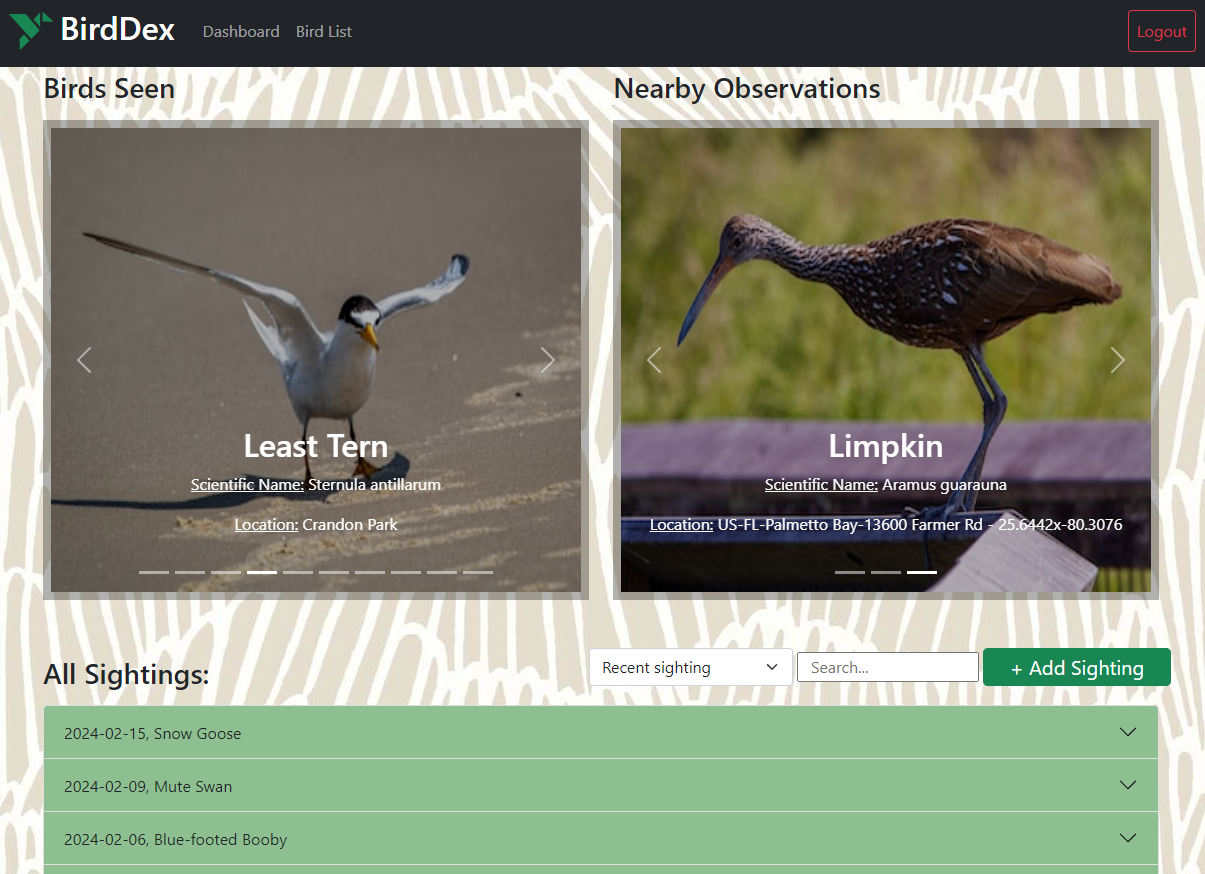 BirdDex
Dashboard
Bird List
Logout
Birds Seen
Nearby Observations
Least Tern
Scientific Name: Sternula antillarum
Location: Crandon Park
Limpkin
Scientific Name: Aramus guarauna
Location: US-FL-Palmetto Bay-13600 Farmer Rd - 25.6442x-80.3076
All Sightings:
Recent sighting
Search...
+ Add Sighting
2024-02-15, Snow Goose
2024-02-09, Mute Swan
2024-02-06, Blue-footed Booby